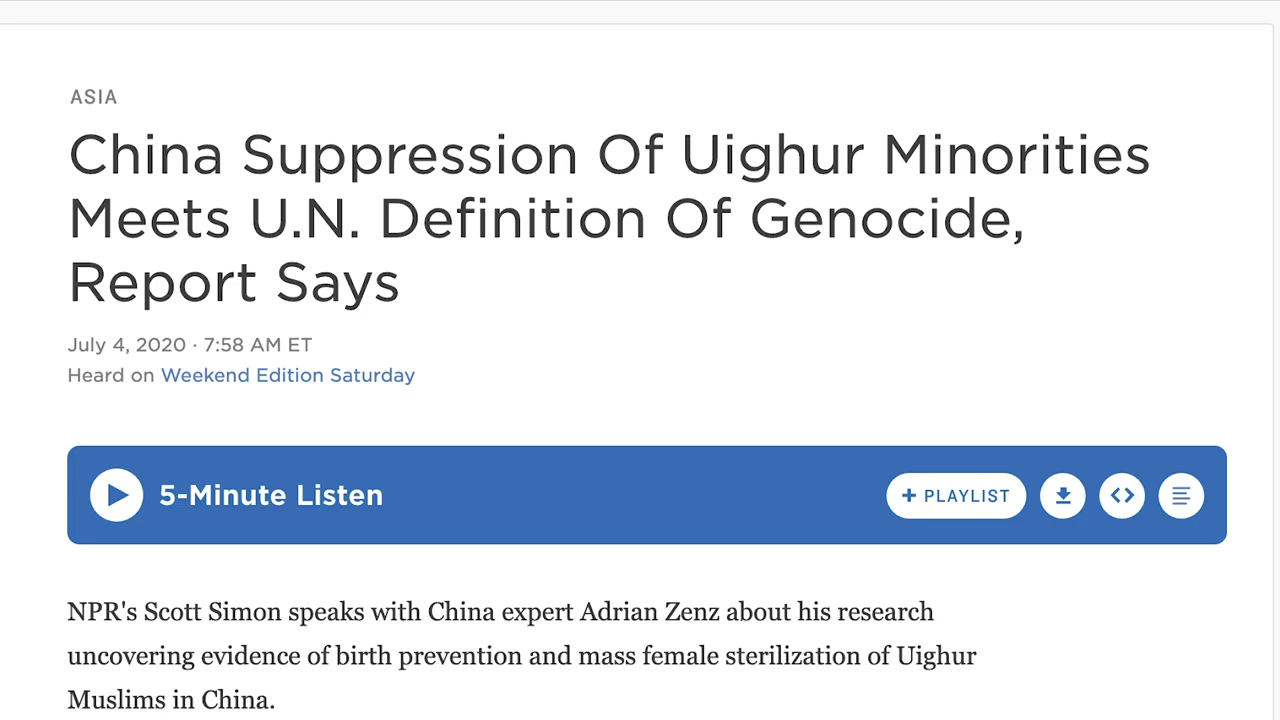 ASIA
China Suppression Of Uighur Minorities
Meets U.N. Definition Of Genocide,
Report Says
July 4, 2020 · 7:58 AM ET
Heard on Weekend Edition Saturday
5-Minute Listen
+ PLAYLIST
NPR's Scott Simon speaks with China expert Adrian Zenz about his research
uncovering evidence of birth prevention and mass female sterilization of Uighur
Muslims in China.